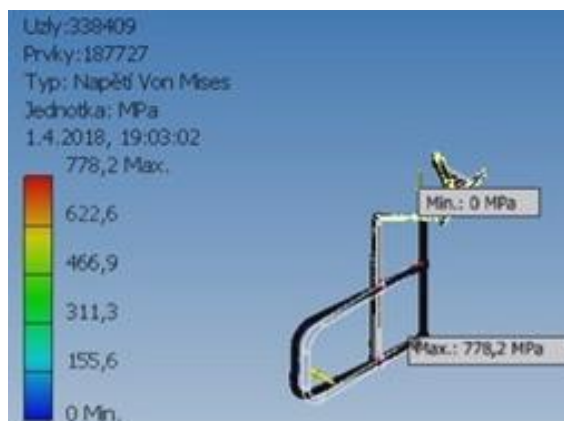 Uzly:338409
Prvky:187727
Typ: Napětí Von Mises
Jednotka: MPa
1.4.2018, 19:03:02
778,2 Max.
622,6
466,9
311,3
155,6
0 Min.
Min.: 0 MPa
Max.: 778,2 MPa